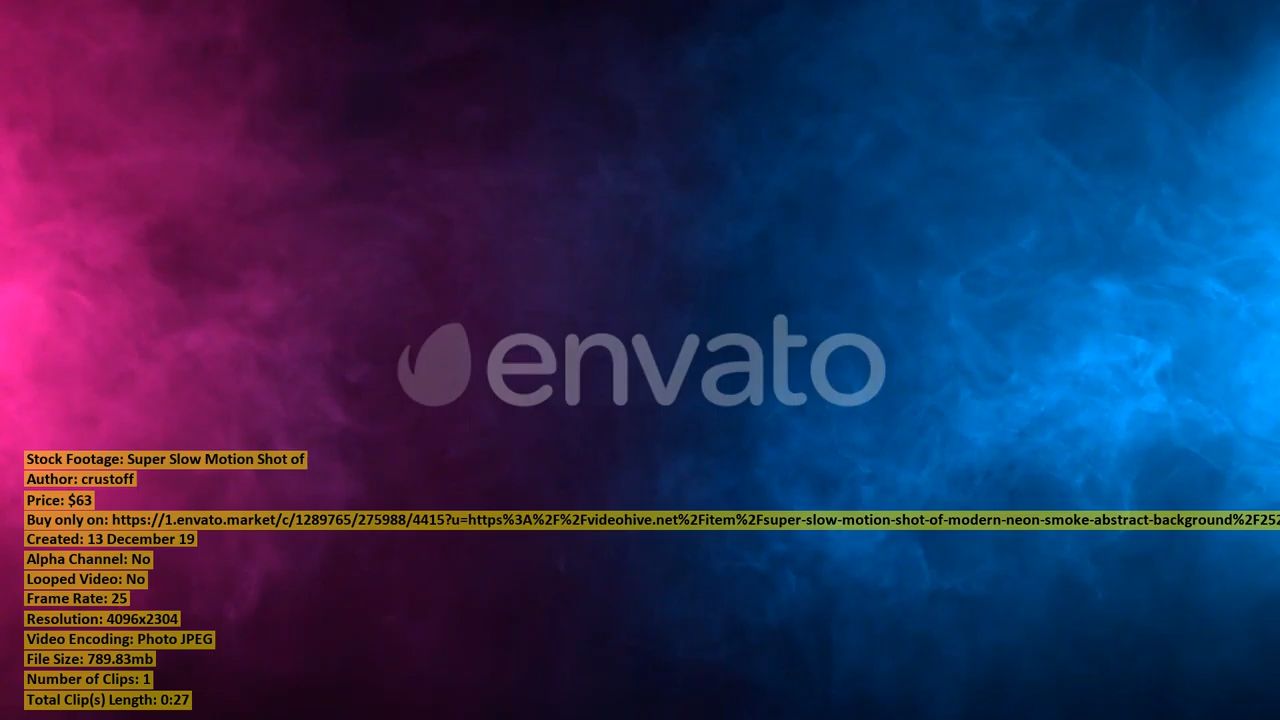 envato
Stock Footage: Super Slow Motion Shot of
Author: crustoff
Price: $63
Buy only on: https://1.envato.market/c/1289765/275988/4415?u=https%3A%2F%2Fvideohive.net%2Fitem%2Fsuper-slow-motion-shot-of-modern-neon-smoke-abstract-background%2F252
Created: 13 December 19
Alpha Channel: No
Looped Video: No
Frame Rate: 25
Resolution: 4096x2304
Video Encoding: Photo JPEG
File Size: 789.83mb
Number of Clips: 1
Total Clip(s) Length: 0:27